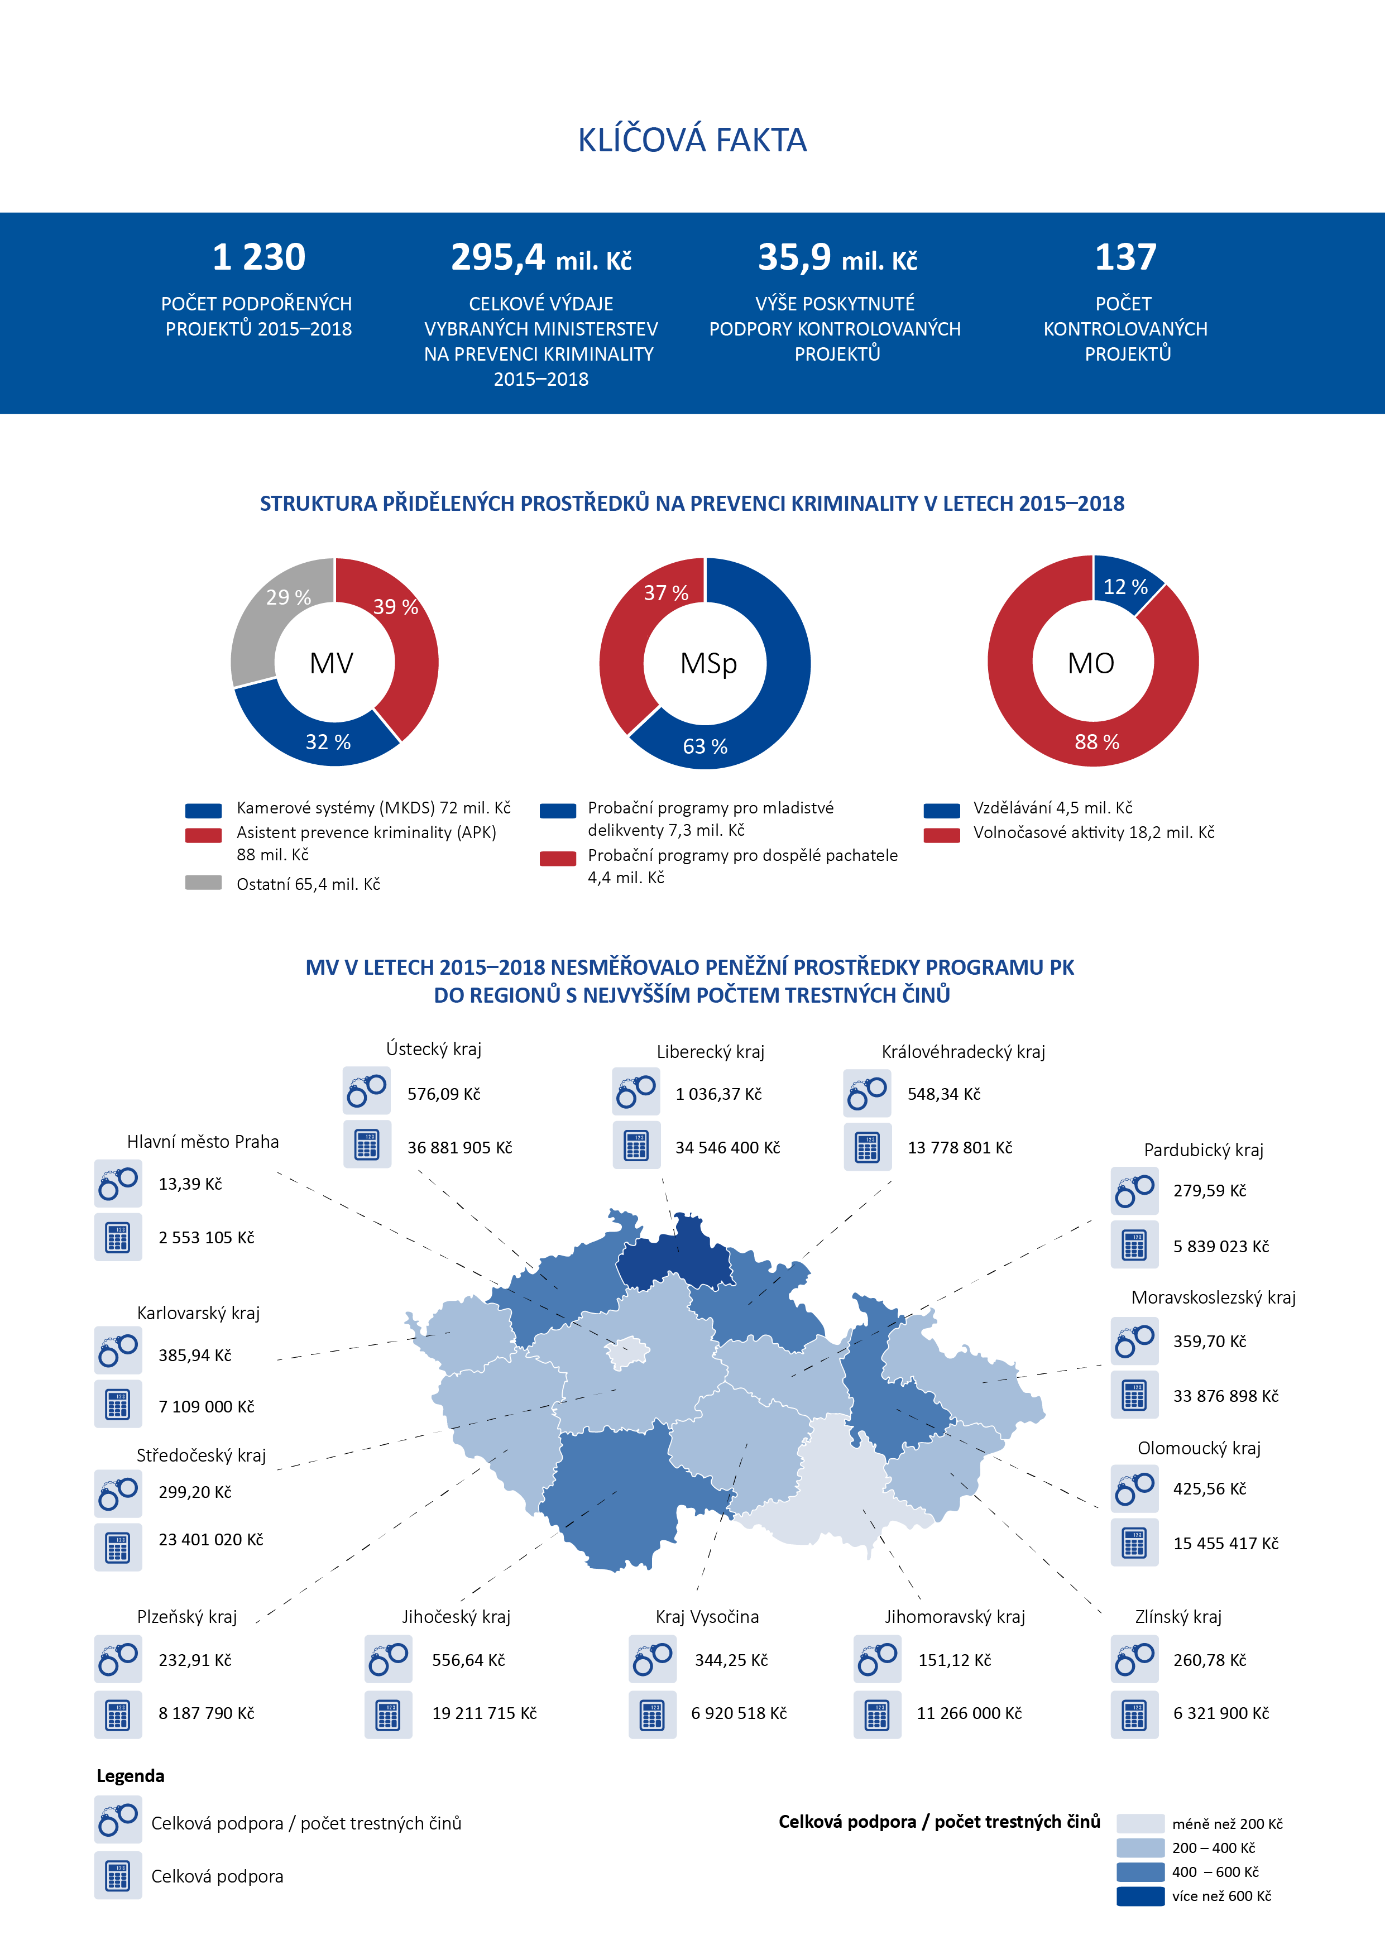 KLÍČOVÁ FAKTA
1 230
POČET PODPOŘENÝCH
PROJEKTŮ 2015–2018
295,4 mil. Kč
CELKOVÉ VÝDAJE
VYBRANÝCH MINISTERSTEV
NA PREVENCI KRIMINALITY
2015–2018
35,9 mil. Kč
VÝŠE POSKYTNUTÉ
PODPORY KONTROLOVANÝCH
PROJEKTŮ
137
POČET
KONTROLOVANÝCH
PROJEKTŮ
STRUKTURA PŘIDĚLENÝCH PROSTŘEDKŮ NA PREVENCI KRIMINALITY V LETECH 2015–2018
29 %
39 %
MV
32 %
37 %
MSp
63 %
12 %
MO
88 %
Kamerové systémy (MKDS) 72 mil. Kč
Asistent prevence kriminality (APK)
88 mil. Kč
Ostatní 65,4 mil. Kč
Probační programy pro mladistvé
delikventy 7,3 mil. Kč
Probační programy pro dospělé pachatele
4,4 mil. Kč
Vzdělávání 4,5 mil. Kč
Volnočasové aktivity 18,2 mil. Kč
MV V LETECH 2015–2018 NESMĚŘOVALO PENĚŽNÍ PROSTŘEDKY PROGRAMU PK
DO REGIONŮ S NEJVYŠŠÍM POČTEM TRESTNÝCH ČINŮ
Ústecký kraj
576,09 Kč
36 881 905 Kč
Liberecký kraj
1 036,37 Kč
34 546 400 Kč
Královéhradecký kraj
548,34 Kč
13 778 801 Kč
Hlavní město Praha
13,39 Kč
2 553 105 Kč
Pardubický kraj
279,59 Kč
5 839 023 Kč
Karlovarský kraj
385,94 Kč
7 109 000 Kč
Moravskoslezský kraj
359,70 Kč
33 876 898 Kč
Středočeský kraj
299,20 Kč
23 401 020 Kč
Olomoucký kraj
425,56 Kč
15 455 417 Kč
Plzeňský kraj
232,91 Kč
8 187 790 Kč
Jihočeský kraj
556,64 Kč
19 211 715 Kč
Kraj Vysočina
344,25 Kč
6 920 518 Kč
Jihomoravský kraj
151,12 Kč
11 266 000 Kč
Zlínský kraj
260,78 Kč
6 321 900 Kč
Legenda
Celková podpora / počet trestných činů
Celková podpora
Celková podpora / počet trestných činů
méně než 200 Kč
200 – 400 Kč
400 – 600 Kč
více než 600 Kč